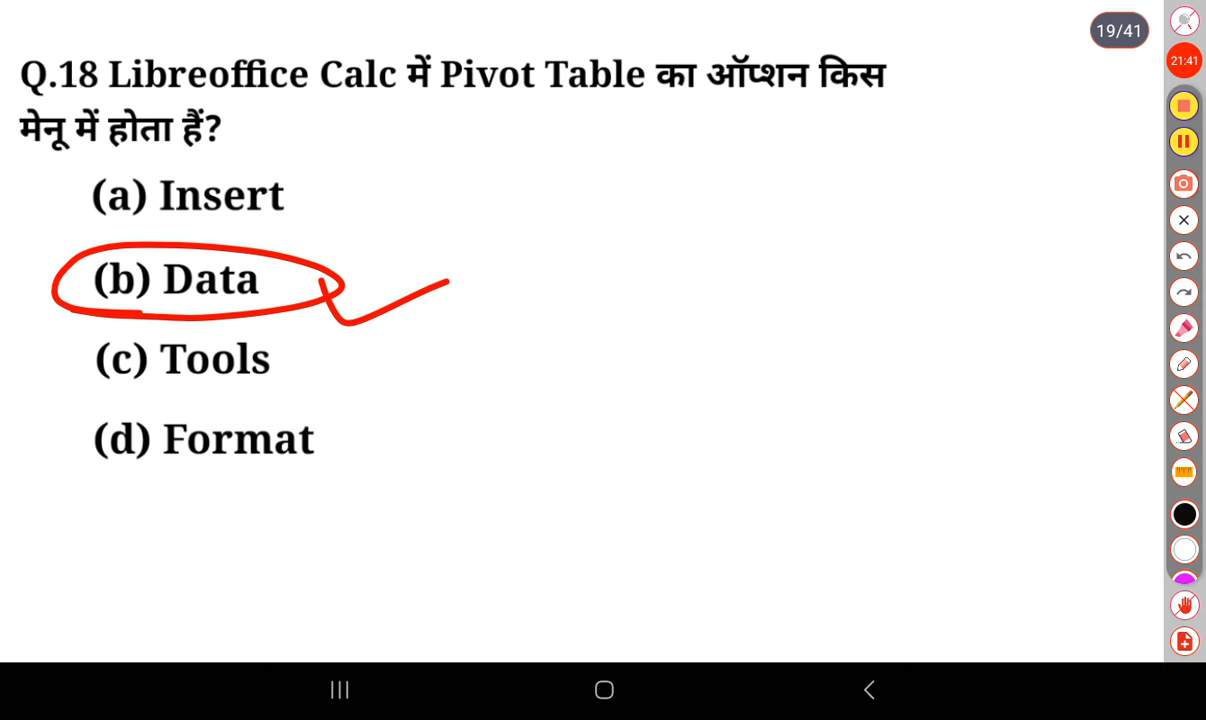 19/41
21:41
Q.18 Libreoffice Calc में Pivot Table का ऑप्शन किस
मेनू में होता हैं?
(a) Insert
(b) Data
(c) Tools
(d) Format